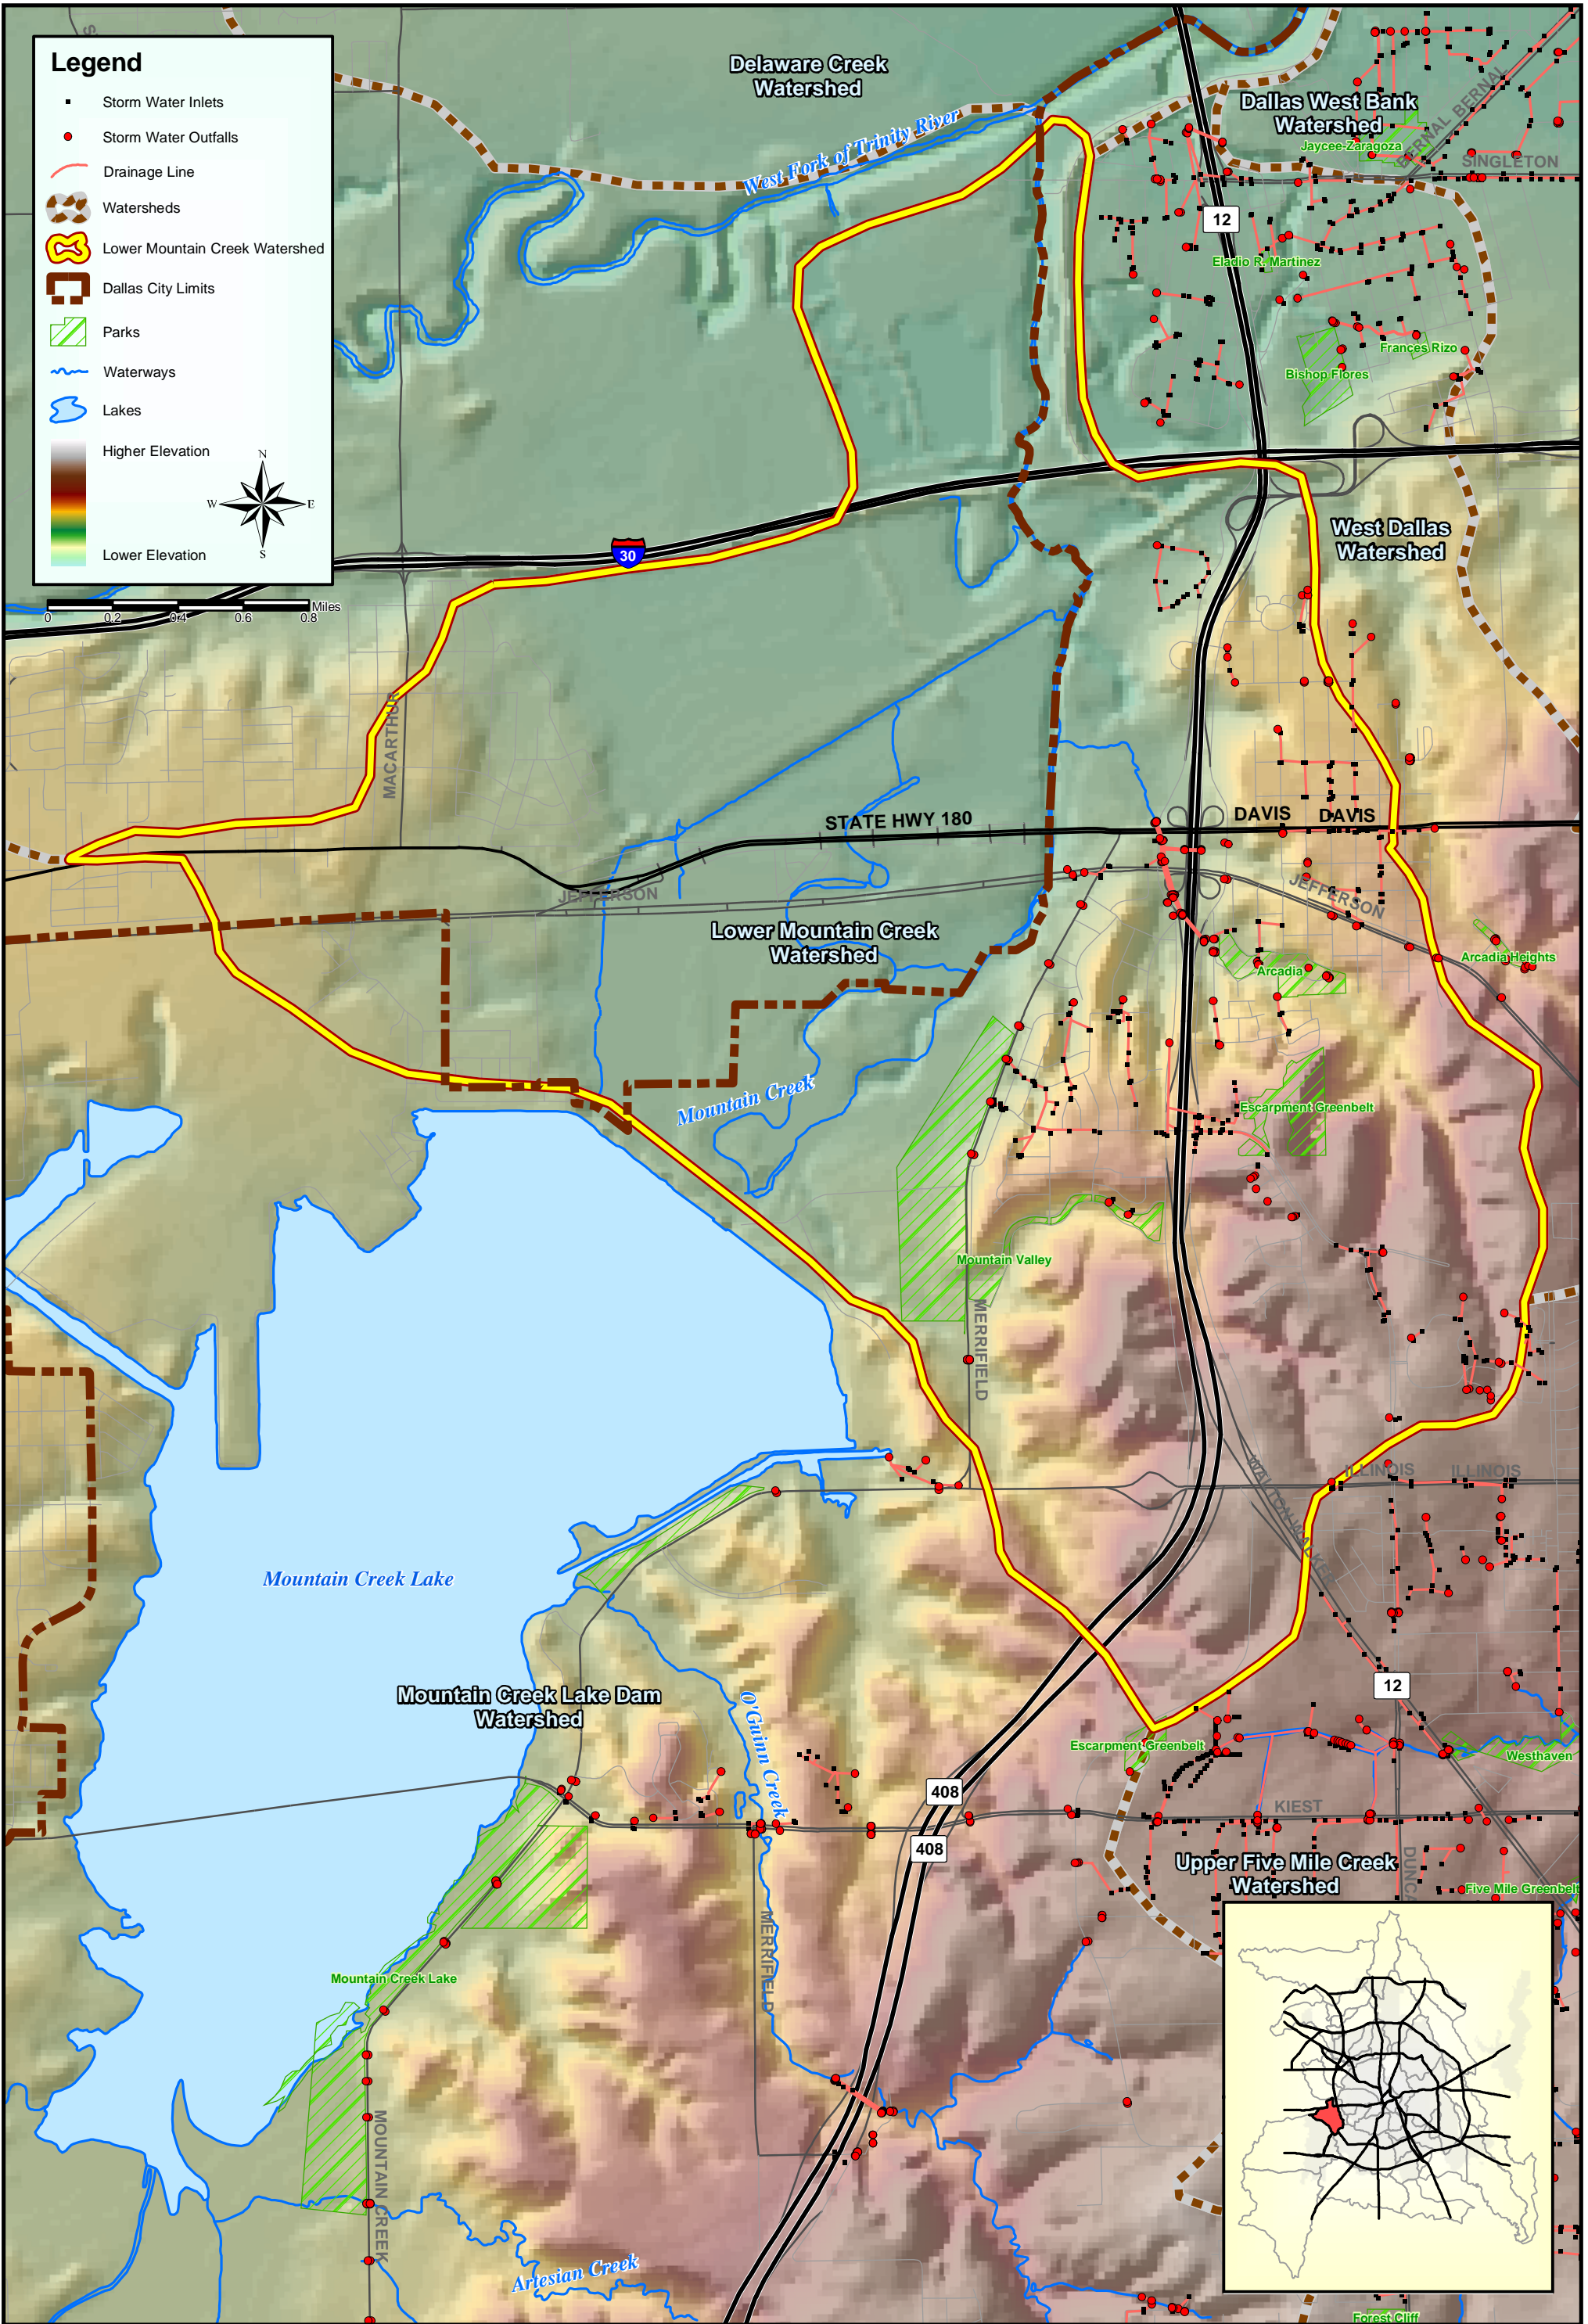 Legend
Storm Water Inlets
Storm Water Outfalls
Drainage Line
Watersheds
Lower Mountain Creek Watershed
Dallas City Limits
Parks
Waterways
Lakes
Higher Elevation
Lower Elevation
N
W
E
S
0
0.2
0.4
0.6
0.8
Miles
Delaware Creek
Watershed
Dallas West Bank
Watershed
Jaycee-Zaragoza
BERNAL BERNAL
SINGLETON
West Fork of Trinity River
12
Eladio R. Martinez
Frances Rizo
Bishop Flores
West Dallas
Watershed
30
MACARTHUR
STATE HWY 180
DAVIS
DAVIS
JEFFERSON
JEFFERSON
Lower Mountain Creek
Watershed
Arcadia Heights
Arcadia
Mountain Creek
Escarpment Greenbelt
Mountain Valley
MERRIFIELD
ILLINOIS
ILLINOIS
WALTON WALKER
Mountain Creek Lake
Mountain Creek Lake Dam
Watershed
12
O'Guinn Creek
Escarpment Greenbelt
Westhaven
408
KIEST
408
Upper Five Mile Creek
Watershed
DUNCA
Five Mile Greenbelt
MERRIFIELD
Mountain Creek Lake
MOUNTAIN CREEK
Artesian Creek
Forest Cliff